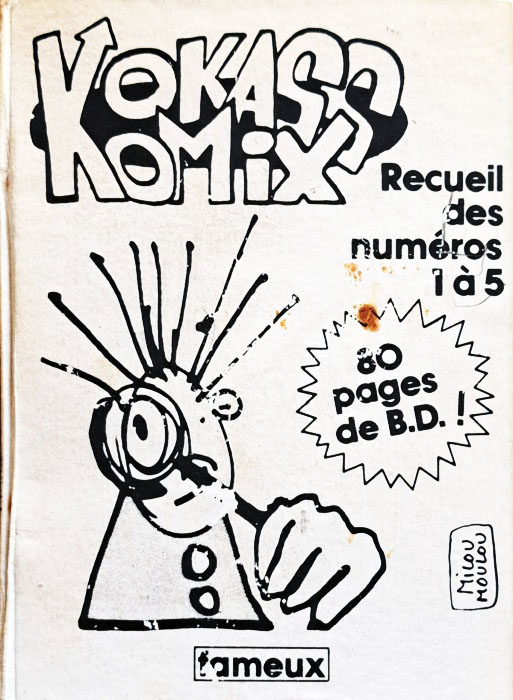 KOKASS
KOMiX
Recueil
des
numéros
1 à 5
80
pages
de B.D. !
MiLOU
MOULOU
fameux